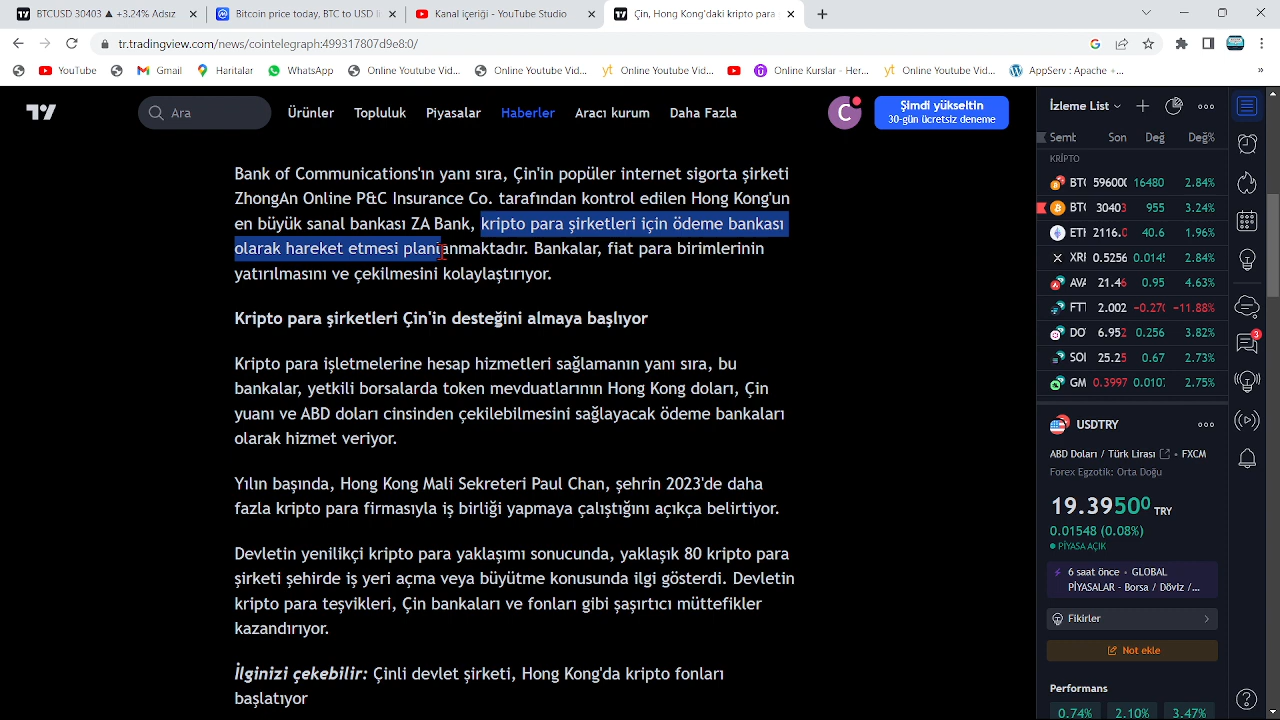 BTCUSD 30403 ▲ +3.24% Adsız
Bitcoin price today, BTC to USD l
Kanal içeriği - YouTube Studio
Çin, Hong Kong'daki kripto para
tr.tradingview.com/news/cointelegraph:499317807d9e8:0/
YouTube
Gmail
Haritalar
WhatsApp
Online Youtube Vid...
Online Youtube Vid...
Online Youtube Vid...
Online Kurslar - Her...
Online Youtube Vid...
AppServ : Apache +...
»
Ara
Ürünler
Topluluk
Piyasalar
Haberler
Aracı kurum
Daha Fazla
C
Şimdi yükseltin
30-gün ücretsiz deneme
Bank of Communications'ın yanı sıra, Çin'in popüler internet sigorta şirketi
ZhongAn Online P&C Insurance Co. tarafından kontrol edilen Hong Kong'un
en büyük sanal bankası ZA Bank, kripto para şirketleri için ödeme bankası
olarak hareket etmesi planlanmaktadır. Bankalar, fiat para birimlerinin
yatırılmasını ve çekilmesini kolaylaştırıyor.
Kripto para şirketleri Çin'in desteğini almaya başlıyor
Kripto para işletmelerine hesap hizmetleri sağlamanın yanı sıra, bu
bankalar, yetkili borsalarda token mevduatlarının Hong Kong doları, Çin
yuanı ve ABD doları cinsinden çekilebilmesini sağlayacak ödeme bankaları
olarak hizmet veriyor.
Yılın başında, Hong Kong Mali Sekreteri Paul Chan, şehrin 2023'de daha
fazla kripto para firmasıyla iş birliği yapmaya çalıştığını açıkça belirtiyor.
Devletin yenilikçi kripto para yaklaşımı sonucunda, yaklaşık 80 kripto para
şirketi şehirde iş yeri açma veya büyütme konusunda ilgi gösterdi. Devletin
kripto para teşvikleri, Çin bankaları ve fonları gibi şaşırtıcı müttefikler
kazandırıyor.
İlginizi çekebilir: Çinli devlet şirketi, Hong Kong'da kripto fonları
başlatıyor
İzleme List
Semb Son Değ Değ%
KRİPTO
BT( 596000 16480 2.84%
BT( 30403 955 3.24%
ETI 2116.0 40.6 1.96%
XRI 0.5256 0.0145 2.84%
AVA 21.46 0.95 4.63%
FTT 2.002 −0.270 −11.88%
DO 6.952 0.256 3.82%
SOI 25.25 0.67 2.73%
GM 0.3997 0.0107 2.75%
USDTRY
ABD Doları / Türk Lirası • FXCM
Forex Egzotik: Orta Doğu
19.39500 TRY
0.01548 (0.08%)
PİYASA AÇIK
6 saat önce • GLOBAL
PİYASALAR - Borsa / Döviz /...
Fikirler
Not ekle
Performans
0.74% 2.10% 3.47%
3